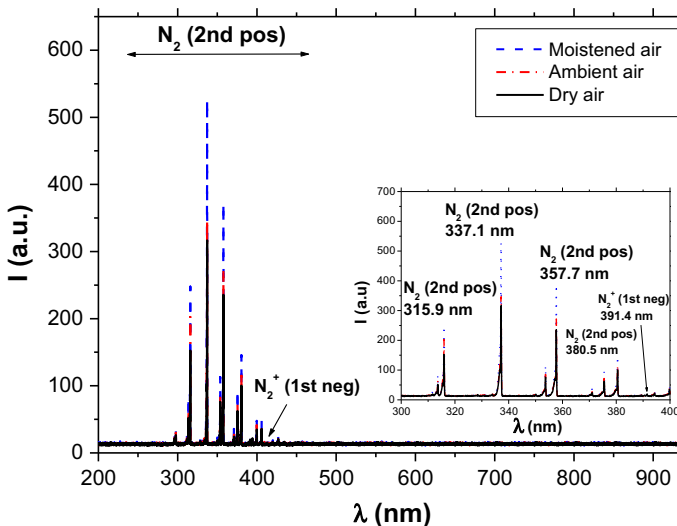 N₂ (2nd pos)
Moistened air
Ambient air
Dry air
I (a.u.)
600
500
400
300
200
100
0
N₂⁺ (1st neg)
200 300 400 500 600 700 800 900
λ (nm)
I (a.u)
700
600
500
400
300
200
100
0
N₂ (2nd pos)
337.1 nm
N₂ (2nd pos)
357.7 nm
N₂ (2nd pos)
315.9 nm
N₂⁺ (1st neg)
391.4 nm
N₂ (2nd pos)
380.5 nm
300 320 340 360 380 400
λ (nm)